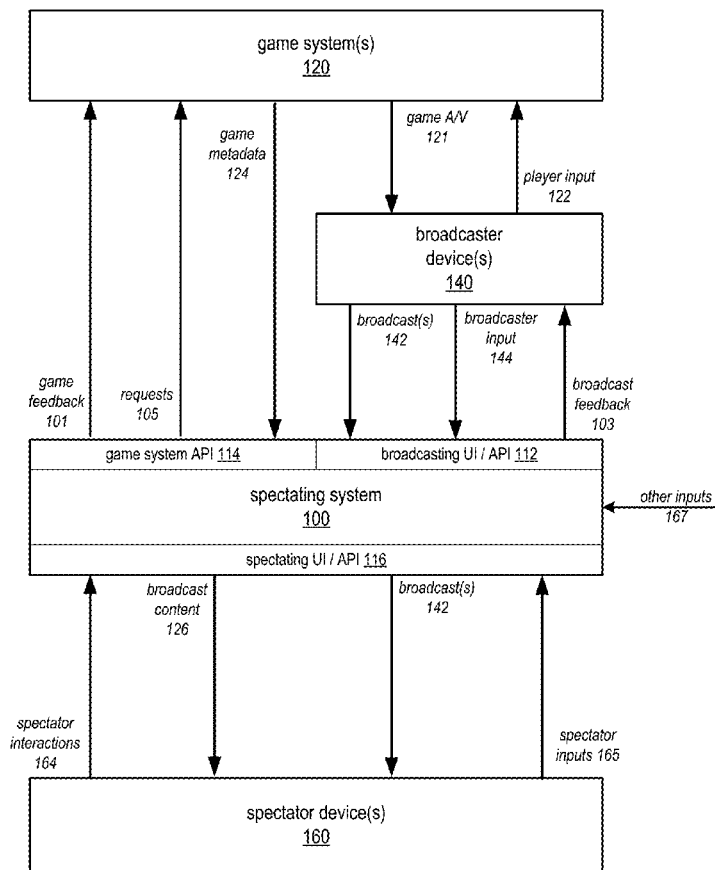 game system(s)
120
game
metadata
124
game A/V
121
player input
122
broadcaster
device(s)
140
broadcast(s)
142
broadcaster
input
144
game
feedback
101
requests
105
broadcast
feedback
103
game system API 114
broadcasting UI / API 112
spectating system
100
other inputs
167
spectating UI / API 116
broadcast
content
126
broadcast(s)
142
spectator
interactions
164
spectator
inputs 165
spectator device(s)
160